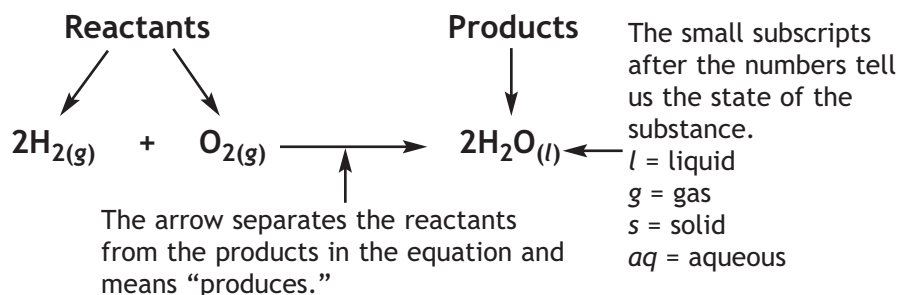 Reactants
Products
2H₂(g) + O₂(g) 2H₂O(l)
The arrow separates the reactants
from the products in the equation and
means “produces.”
The small subscripts
after the numbers tell
us the state of the
substance.
l = liquid
g = gas
s = solid
aq = aqueous